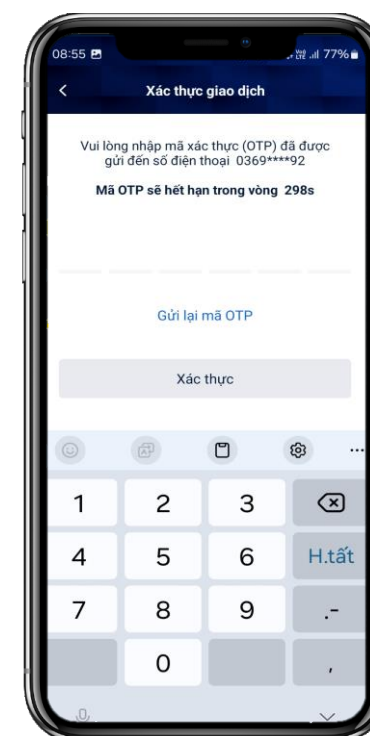 08:55 77%
Xác thực giao dịch
Vui lòng nhập mã xác thực (OTP) đã được
gửi đến số điện thoại 0369****92
Mã OTP sẽ hết hạn trong vòng 298s
Gửi lại mã OTP
Xác thực
1 2 3
4 5 6 H.tất
7 8 9 .-
0 ,